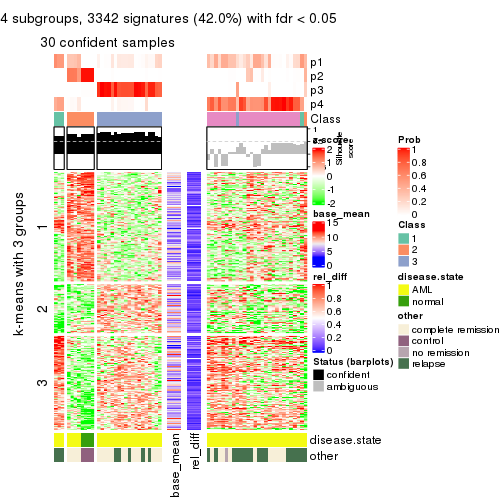 4 subgroups, 3342 signatures (42.0%) with fdr < 0.05
30 confident samples
p1
p2
p3
p4
Class
1
Silhouette
score
k-means with 3 groups
1
2
3
base_mean
rel_diff
disease.state
other
z-score
2
1
0
-1
-2
base_mean
15
10
5
0
rel_diff
1
0.8
0.6
0.4
0.2
0
Status (barplots)
confident
ambiguous
Prob
1
0.8
0.6
0.4
0.2
0
Class
1
2
3
disease.state
AML
normal
other
complete remission
control
no remission
relapse